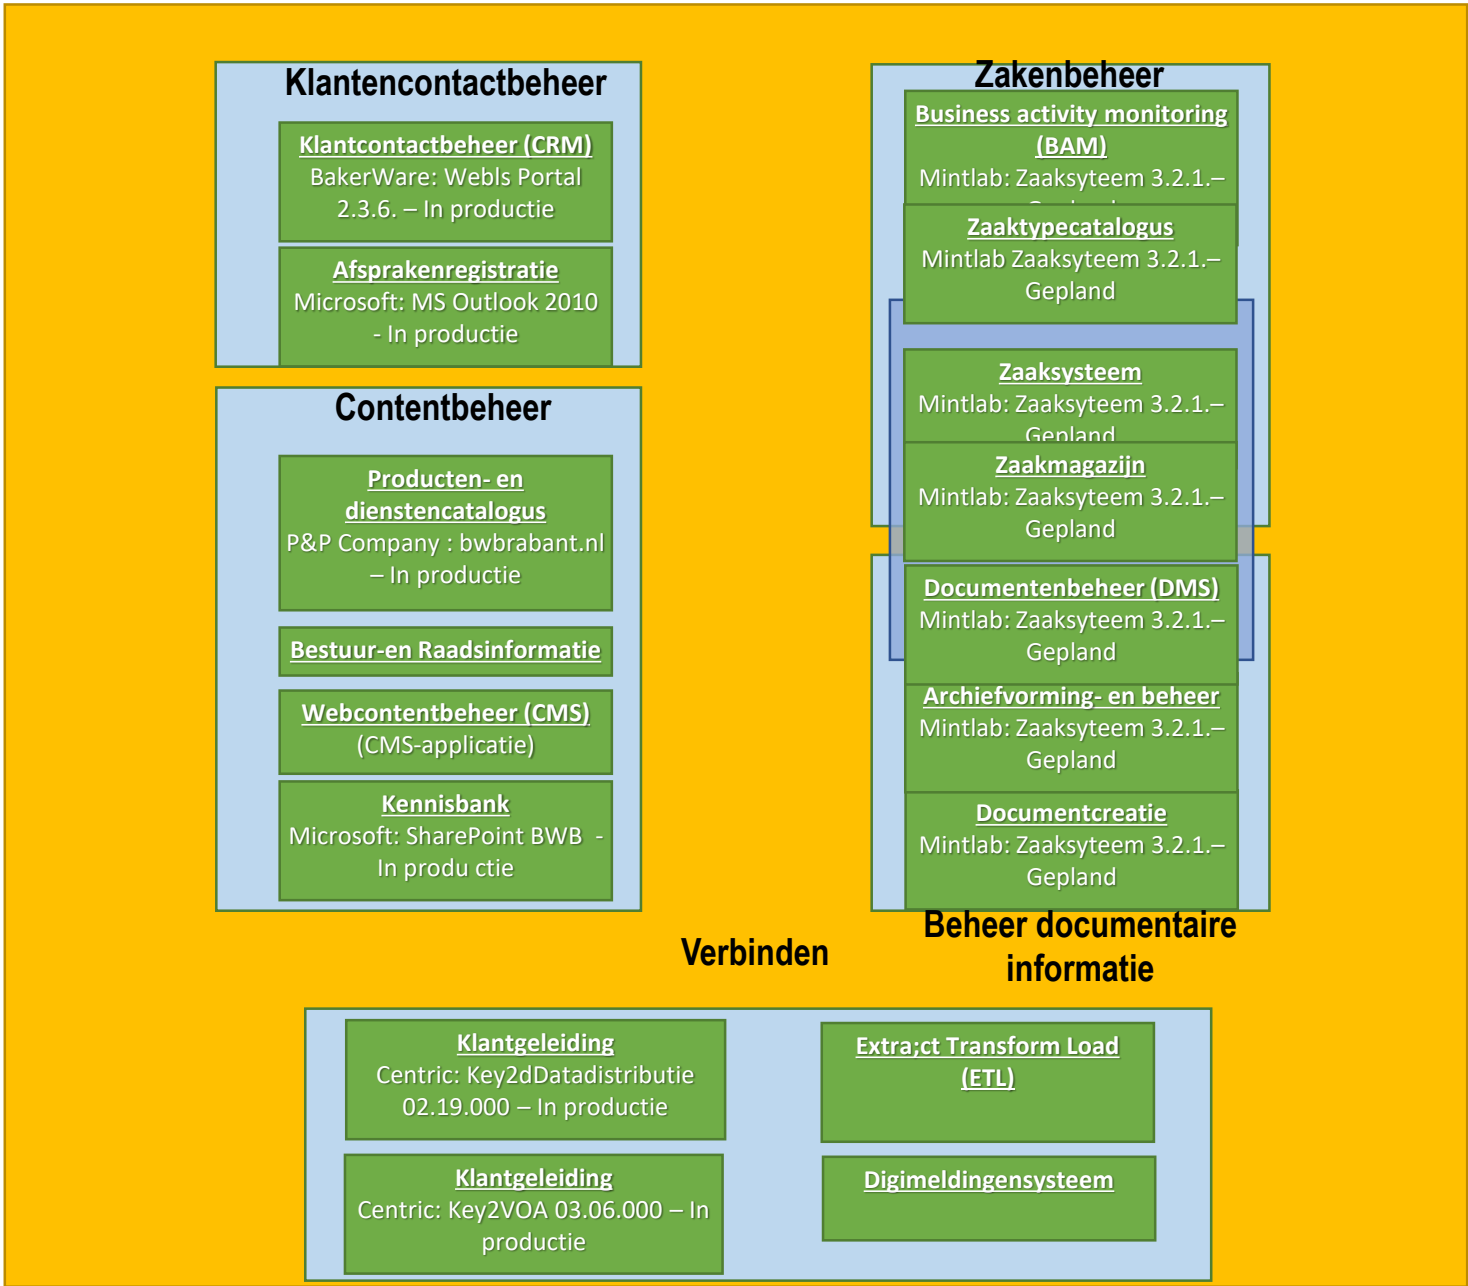 Klantencontactbeheer
Klantcontactbeheer (CRM)
BakerWare: Webls Portal
2.3.6. – In productie
Afsprakenregistratie
Microsoft: MS Outlook 2010
- In productie
Contentbeheer
Producten- en
dienstencatalogus
P&P Company : bwbrabant.nl
– In productie
Bestuur-en Raadsinformatie
Webcontentbeheer (CMS)
(CMS-applicatie)
Kennisbank
Microsoft: SharePoint BWB -
In produ ctie
Zakenbeheer
Business activity monitoring
(BAM)
Mintlab: Zaaksyteem 3.2.1.–
Zaaktypecatalogus
Mintlab Zaaksyteem 3.2.1.–
Gepland
Zaaksysteem
Mintlab: Zaaksyteem 3.2.1.–
Gepland
Zaakmagazijn
Mintlab: Zaaksyteem 3.2.1.–
Gepland
Documentenbeheer (DMS)
Mintlab: Zaaksyteem 3.2.1.–
Gepland
Archiefvorming- en beheer
Mintlab: Zaaksyteem 3.2.1.–
Gepland
Documentcreatie
Mintlab: Zaaksyteem 3.2.1.–
Gepland
Beheer documentaire
informatie
Verbinden
Klantgeleiding
Centric: Key2dDatadistributie
02.19.000 – In productie
Klantgeleiding
Centric: Key2VOA 03.06.000 – In
productie
Extra;ct Transform Load
(ETL)
Digimeldingensysteem